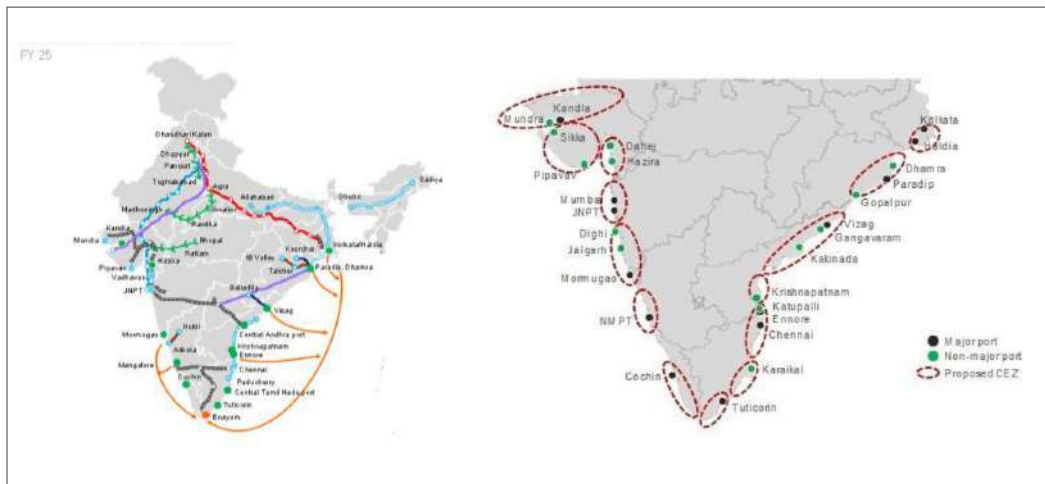 FY 25
Dhandhari Kalan
Dhappar
Panipat
Tughlakabad
Agra
Allahabad
Dhubri
Sadiya
Madhosingh
Gwalior
Kandla
Mundra
Bhopal
Ratlam
Pipavav
Hazira
Vadhavan
JNPT
IB Valley
Talcher
Paradip, Dhamra
Kolkata/Haldia
Vizag
Central Andhra port
Mormugao
Hubli
Ankola
Krishnapatnam
Ennore
Mangalore
Chennai
Cochin
Puducherry
Central Tamil Nadu port
Tuticorin
Enayam
Kandla
Mundra
Sikka
Dahej
Hazira
Pipavav
Mumbai
JNPT
Dighi
Jaigarh
Mormugao
NMPT
Cochin
Tuticorin
Karaikal
Chennai
Ennore
Katupalli
Krishnapatnam
Kakinada
Gangavaram
Vizag
Gopalpur
Paradip
Dhamra
Haldia
Kolkata
Major port
Non-major port
Proposed CEZ